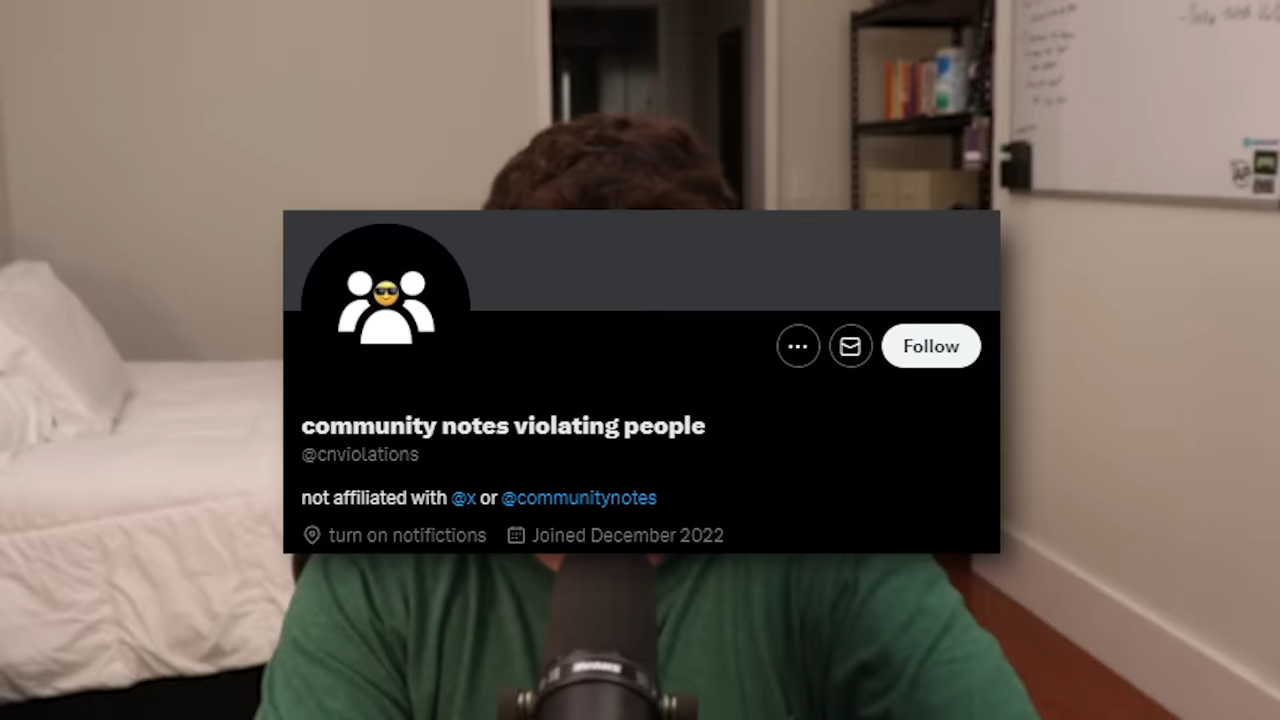 Follow
community notes violating people
@cnviolations
not affiliated with @x or @communitynotes
turn on notifictions Joined December 2022